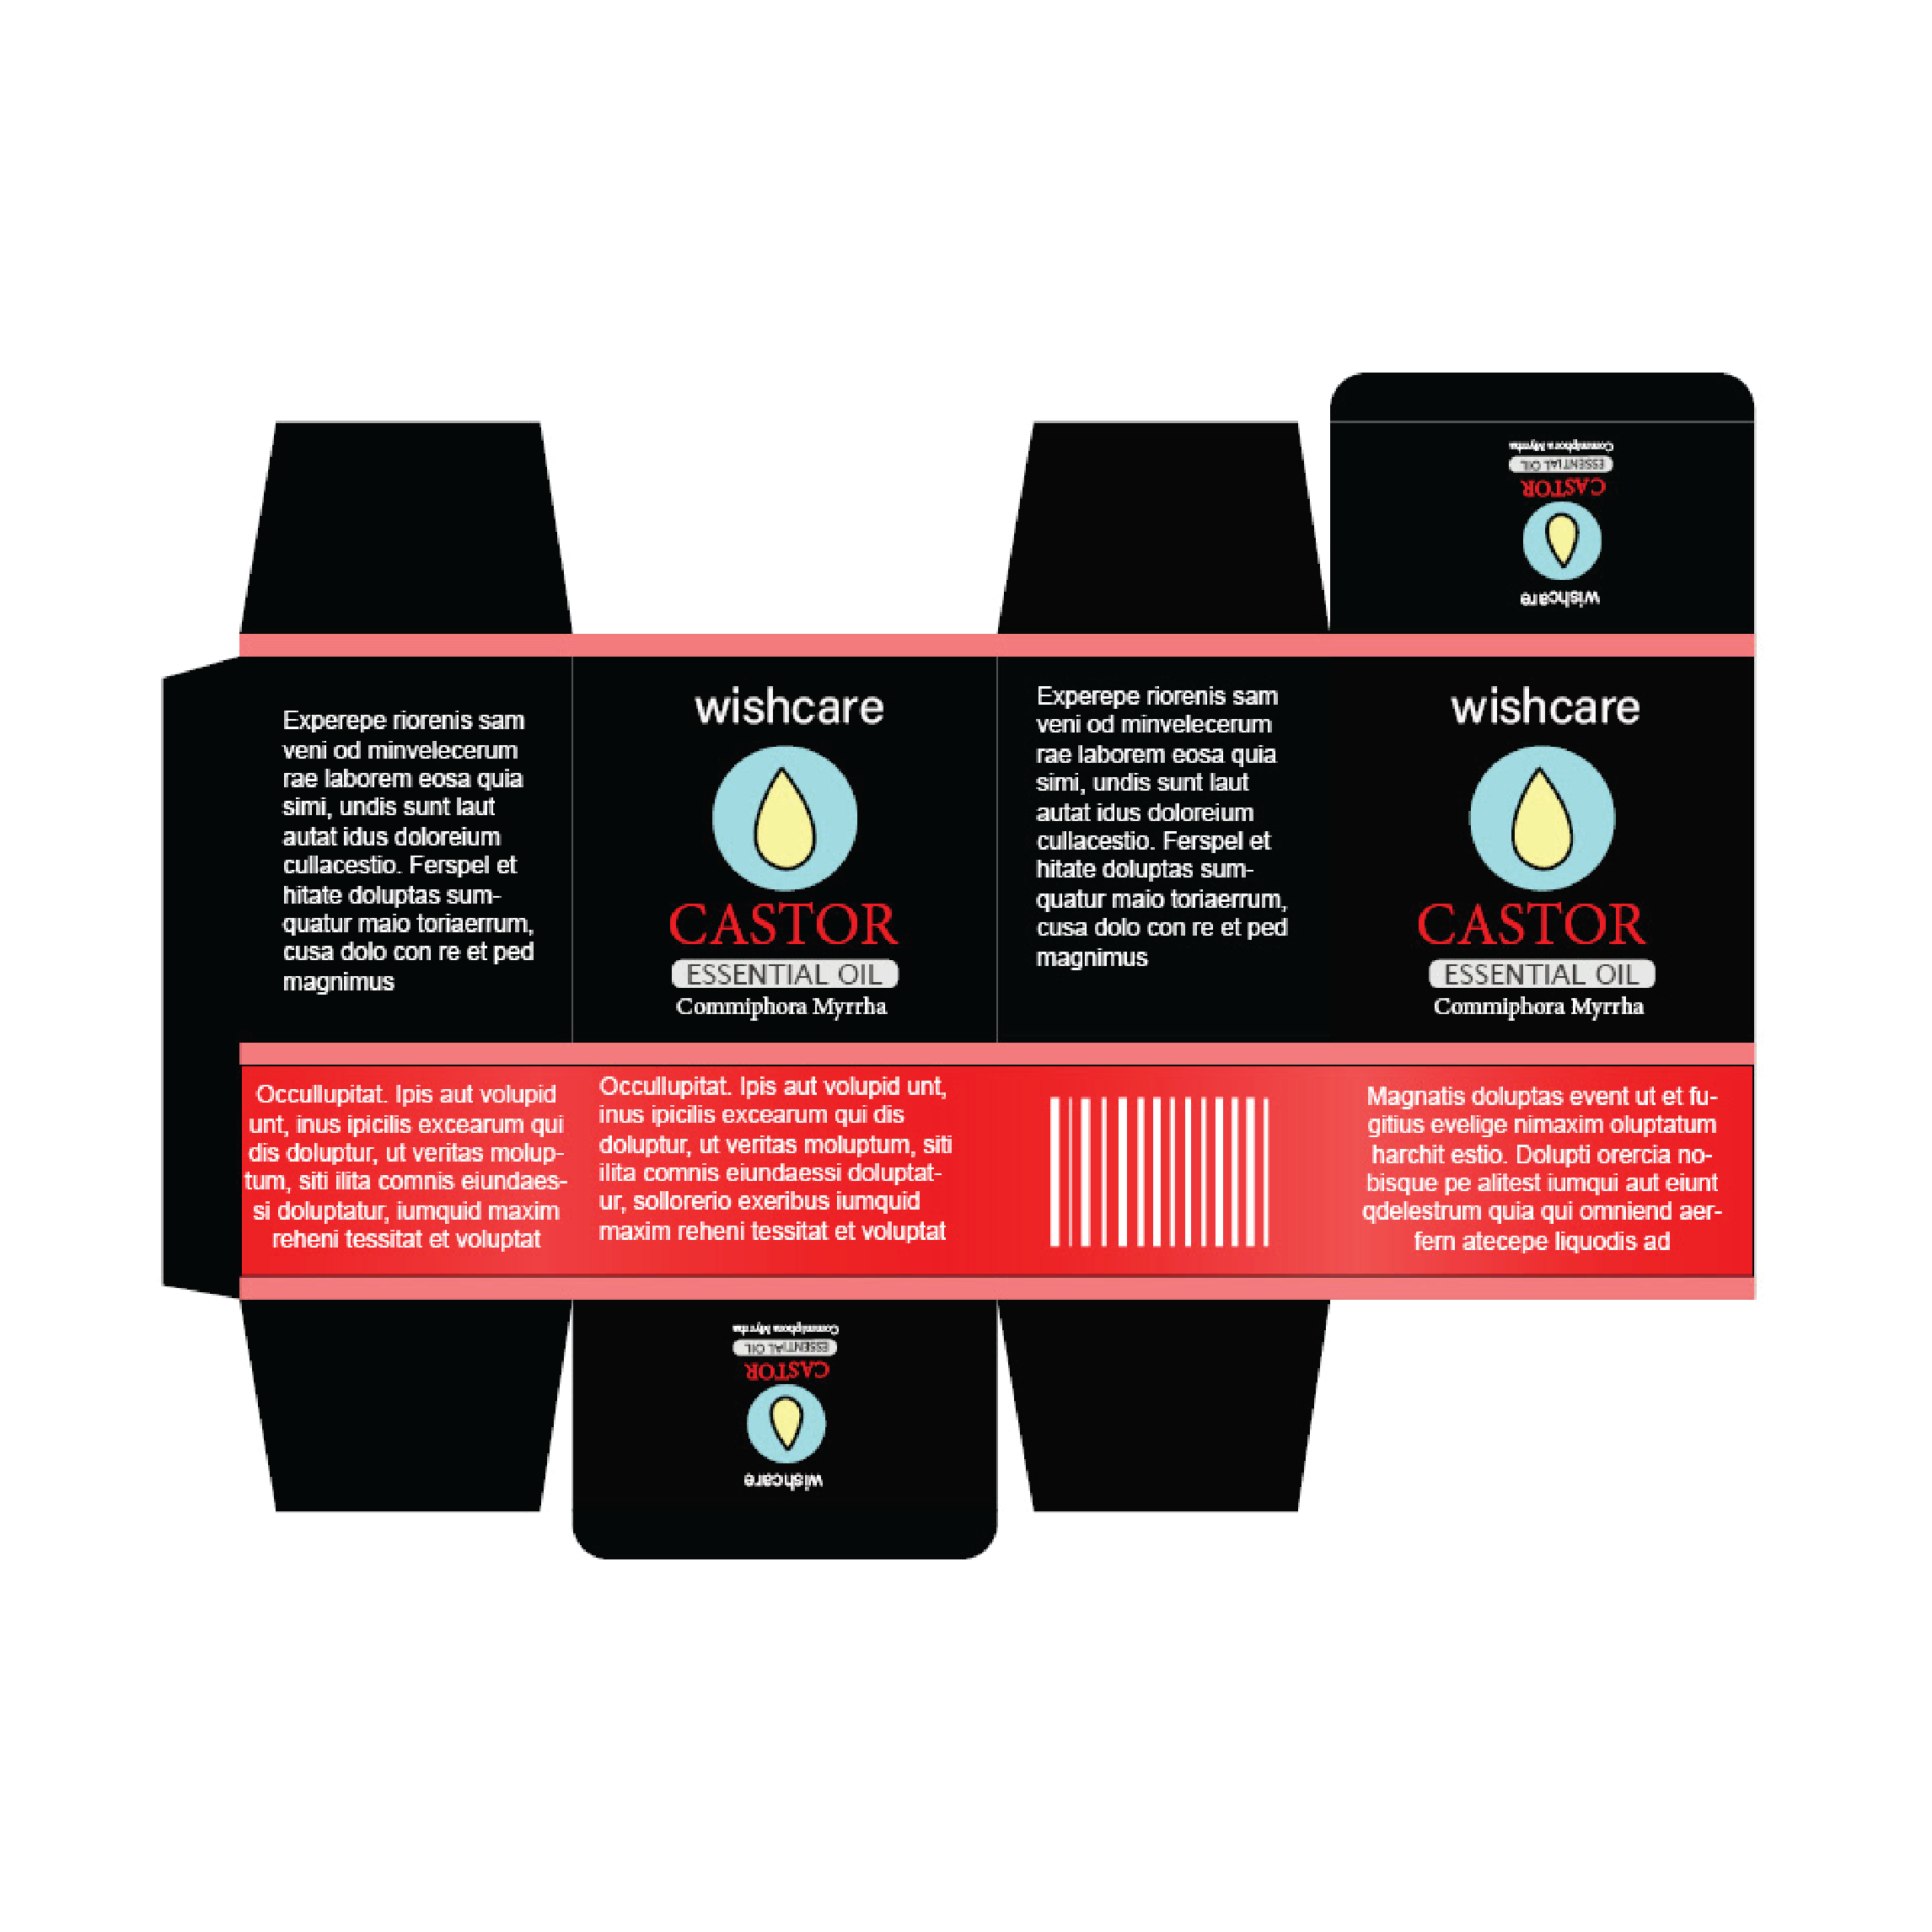 Commiphora Myrrha
ESSENTIAL OIL
CASTOR
wishcare
Experepe riorenis sam
veni od minvelecerum
rae laborem eosa quia
simi, undis sunt laut
autat idus doloreium
cullacestio. Ferspel et
hitate doluptas sum-
quatur maio toriaerrum,
cusa dolo con re et ped
magnimus
wishcare
CASTOR
ESSENTIAL OIL
Commiphora Myrrha
Experepe riorenis sam
veni od minvelecerum
rae laborem eosa quia
simi, undis sunt laut
autat idus doloreium
cullacestio. Ferspel et
hitate doluptas sum-
quatur maio toriaerrum,
cusa dolo con re et ped
magnimus
wishcare
CASTOR
ESSENTIAL OIL
Commiphora Myrrha
Occullupitat. Ipis aut volupid
unt, inus ipicilis excearum qui
dis doluptur, ut veritas molup-
tum, siti ilita comnis eiundaes-
si doluptatur, iumquid maxim
reheni tessitat et voluptat
Occullupitat. Ipis aut volupid unt,
inus ipicilis excearum qui dis
doluptur, ut veritas moluptum, siti
ilita comnis eiundaessi doluptat-
ur, sollorerio exeribus iumquid
maxim reheni tessitat et voluptat
Magnatis doluptas event ut et fu-
gitius evelige nimaxim oluptatum
harchit estio. Dolupti orercia no-
bisque pe alitest iumqui aut eiunt
qdelestrum quia qui omniend aer-
fern atecepe liquodis ad
Commiphora Myrrha
ESSENTIAL OIL
CASTOR
wishcare